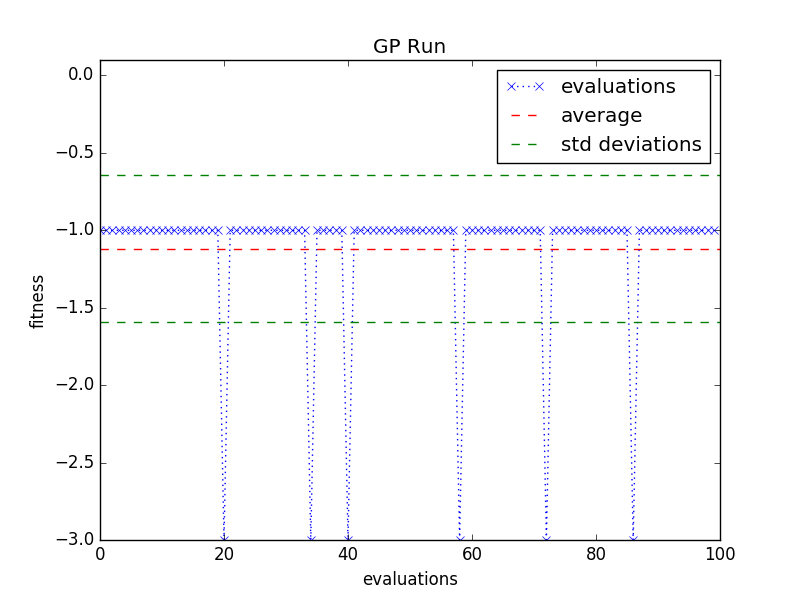 GP Run
evaluations
average
std deviations
0.0
−0.5
−1.0
−1.5
−2.0
−2.5
−3.0
fitness
0 20 40 60 80 100
evaluations